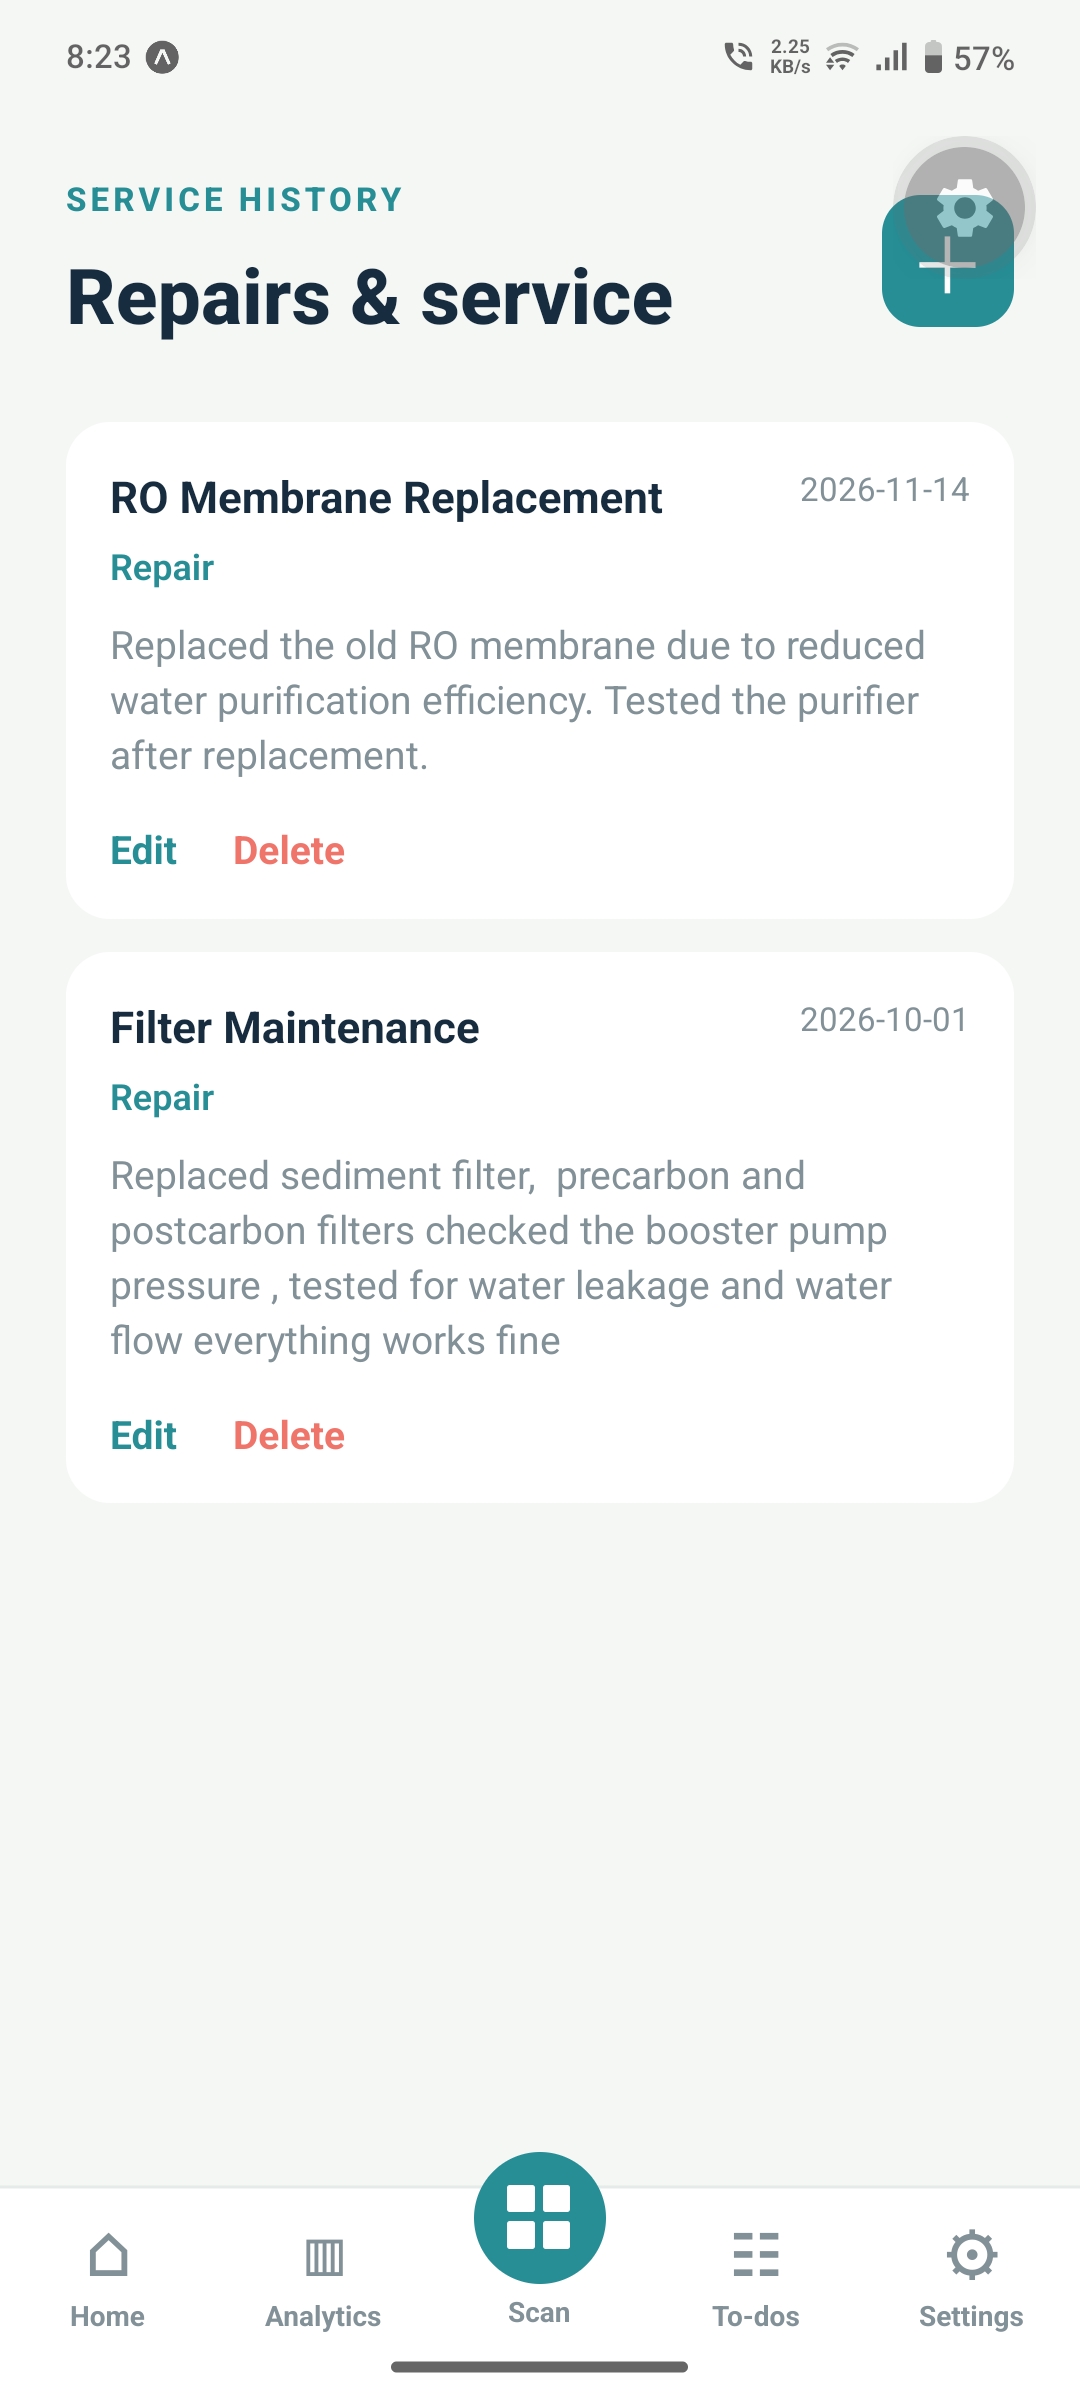 8:23
2.25
KB/s
57%
SERVICE HISTORY
Repairs & service
RO Membrane Replacement
2026-11-14
Repair
Replaced the old RO membrane due to reduced
water purification efficiency. Tested the purifier
after replacement.
Edit Delete
Filter Maintenance
2026-10-01
Repair
Replaced sediment filter,  precarbon and
postcarbon filters checked the booster pump
pressure , tested for water leakage and water
flow everything works fine
Edit Delete
Home Analytics Scan To-dos Settings